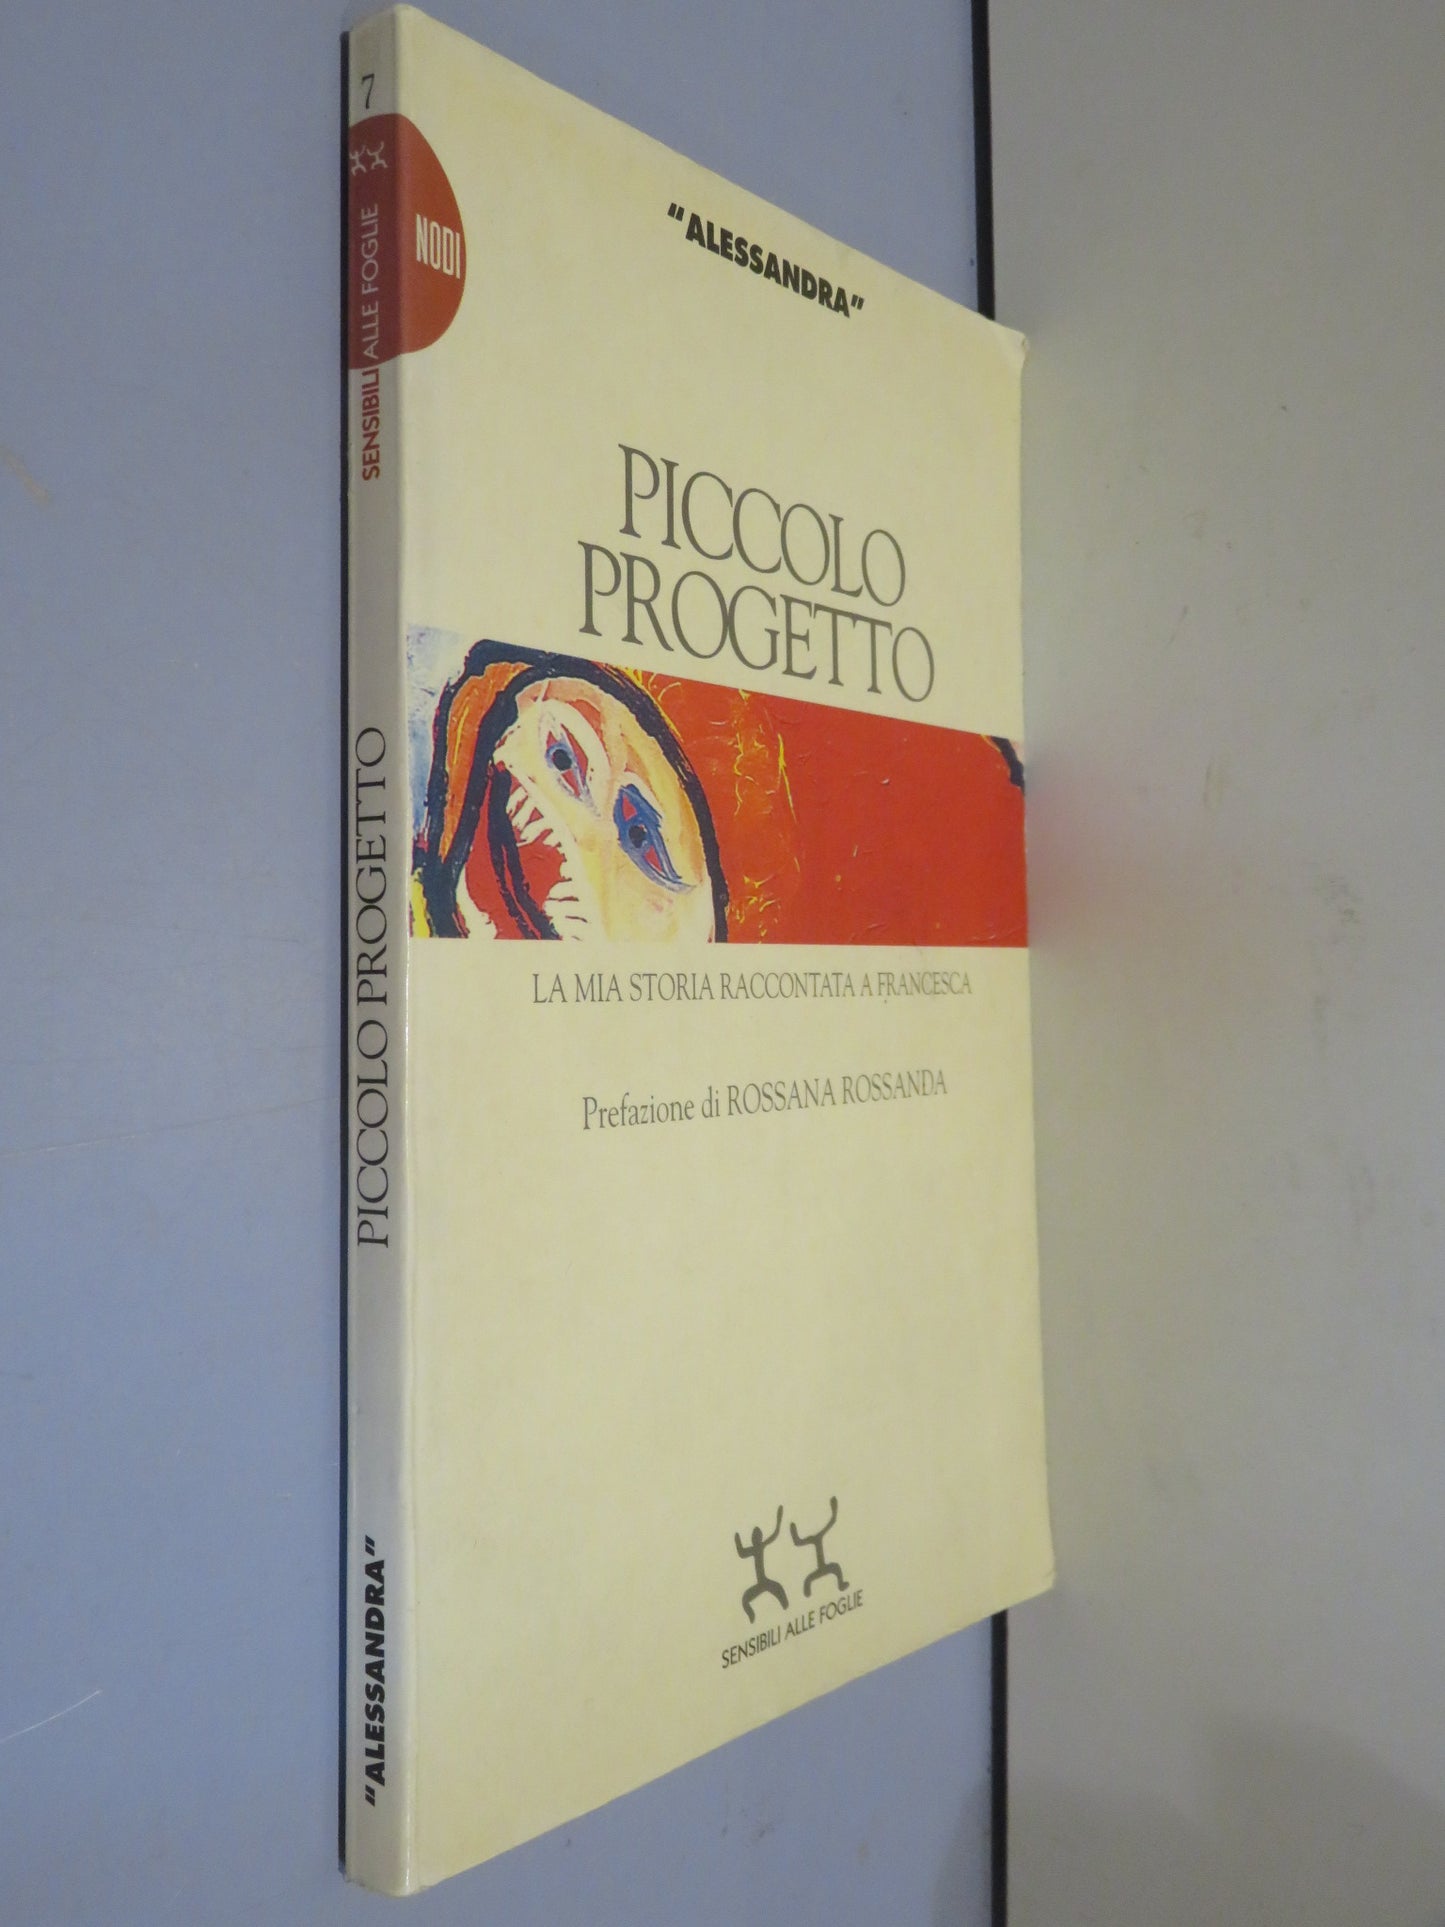 "ALESSANDRA"
PICCOLO
PROGETTO
LA MIA STORIA RACCONTATA A FRANCESCA
Prefazione di ROSSANA ROSSANDA
SENSIBILI ALLE FOGLIE
NODI
7
SENSIBILI ALLE FOGLIE
PICCOLO PROGETTO
"ALESSANDRA"